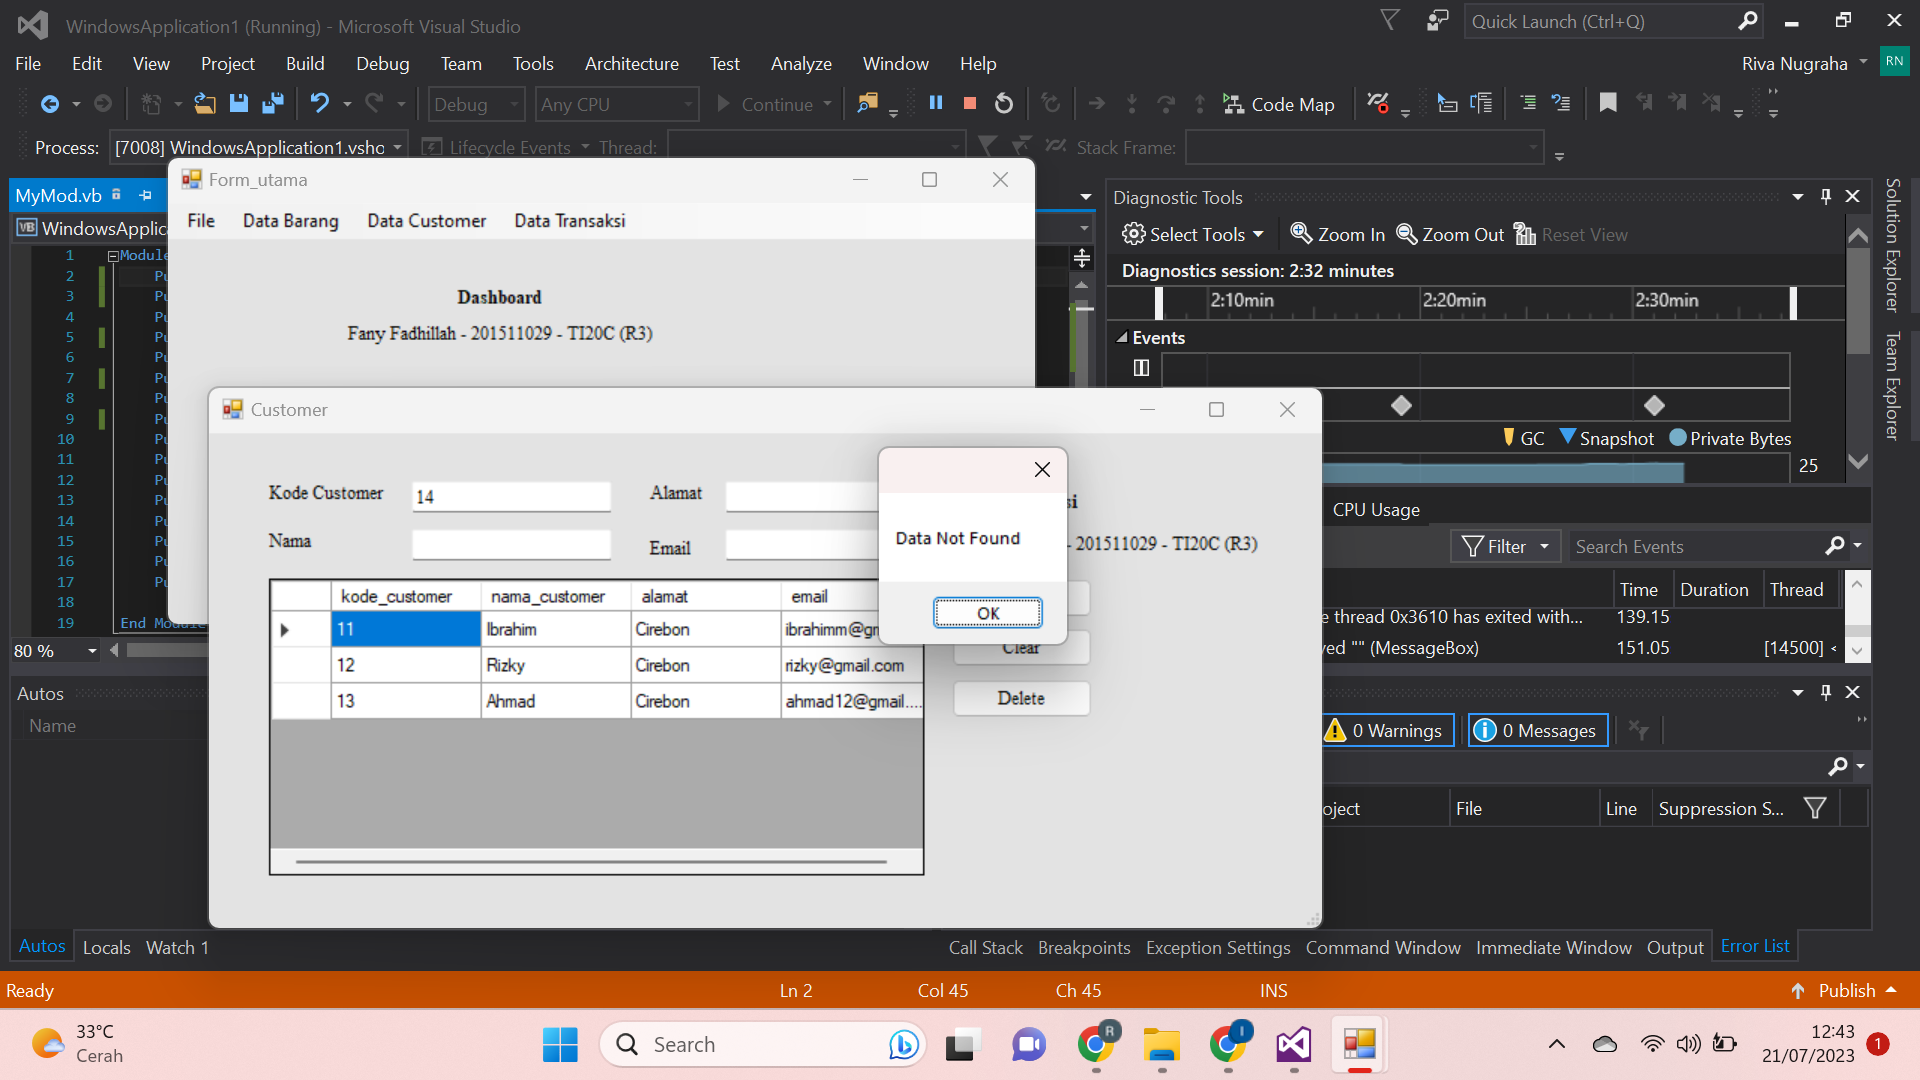 WindowsApplication1 (Running) - Microsoft Visual Studio
Quick Launch (Ctrl+Q)
File Edit View Project Build Debug Team Tools Architecture Test Analyze Window Help
Riva Nugraha RN
Debug Any CPU Continue Code Map
Process: [7008] WindowsApplication1.vsho Lifecycle Events Thread: Stack Frame:
MyMod.vb
WindowsApplic
1 Module
2 Pu
3 Pu
4 Pu
5 Pu
6 Pu
7 Pu
8 Pu
9 Pu
10 Pu
11 Pu
12 Pu
13 Pu
14 Pu
15 Pu
16 Pu
17 Pu
18
19 End Module
80 %
Form_utama
File Data Barang Data Customer Data Transaksi
Dashboard
Fany Fadhillah - 201511029 - TI20C (R3)
Customer
Kode Customer 14 Alamat
Nama Email
si
- 201511029 - TI20C (R3)
Data Not Found
OK
kode_customer nama_customer alamat email
11 Ibrahim Cirebon ibrahimm@gm
12 Rizky Cirebon rizky@gmail.com
13 Ahmad Cirebon ahmad12@gmail....
Clear
Delete
Diagnostic Tools
Select Tools Zoom In Zoom Out Reset View
Diagnostics session: 2:32 minutes
2:10min 2:20min 2:30min
Events
GC Snapshot Private Bytes
25
CPU Usage
Filter Search Events
Time Duration Thread
e thread 0x3610 has exited with... 139.15
ved "" (MessageBox) 151.05 [14500] <
0 Warnings 0 Messages
oject File Line Suppression S...
Solution Explorer
Team Explorer
Autos
Name
Autos Locals Watch 1
Call Stack Breakpoints Exception Settings Command Window Immediate Window Output Error List
Ready Ln 2 Col 45 Ch 45 INS Publish
33°C
Cerah
Search
R
I
12:43
21/07/2023
1